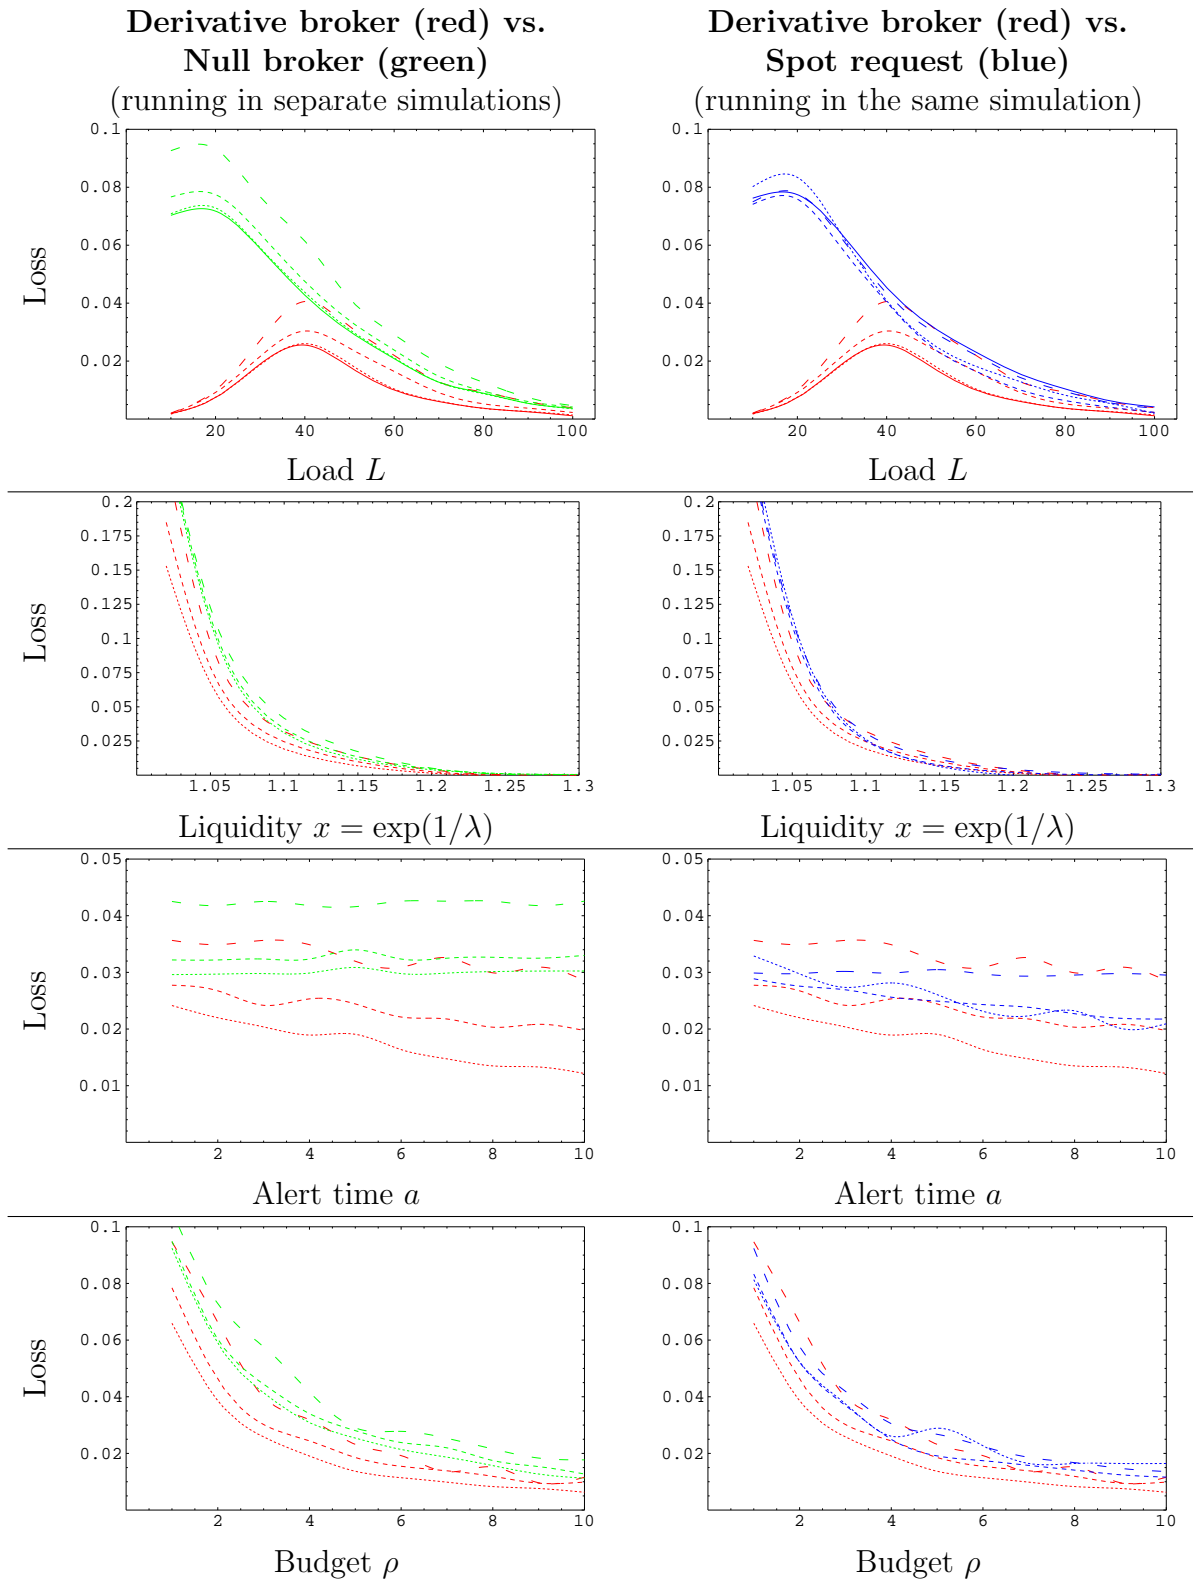 Derivative broker (red) vs.
Null broker (green)
(running in separate simulations)
Derivative broker (red) vs.
Spot request (blue)
(running in the same simulation)
0.1
0.08
0.06
0.04
0.02
20 40 60 80 100
Loss
Load L
0.1
0.08
0.06
0.04
0.02
20 40 60 80 100
Load L
0.2
0.175
0.15
0.125
0.1
0.075
0.05
0.025
1.05 1.1 1.15 1.2 1.25 1.3
Loss
Liquidity x = exp(1/λ)
0.2
0.175
0.15
0.125
0.1
0.075
0.05
0.025
1.05 1.1 1.15 1.2 1.25 1.3
Liquidity x = exp(1/λ)
0.05
0.04
0.03
0.02
0.01
2 4 6 8 10
Loss
Alert time a
0.05
0.04
0.03
0.02
0.01
2 4 6 8 10
Alert time a
0.1
0.08
0.06
0.04
0.02
2 4 6 8 10
Loss
Budget ρ
0.1
0.08
0.06
0.04
0.02
2 4 6 8 10
Budget ρ